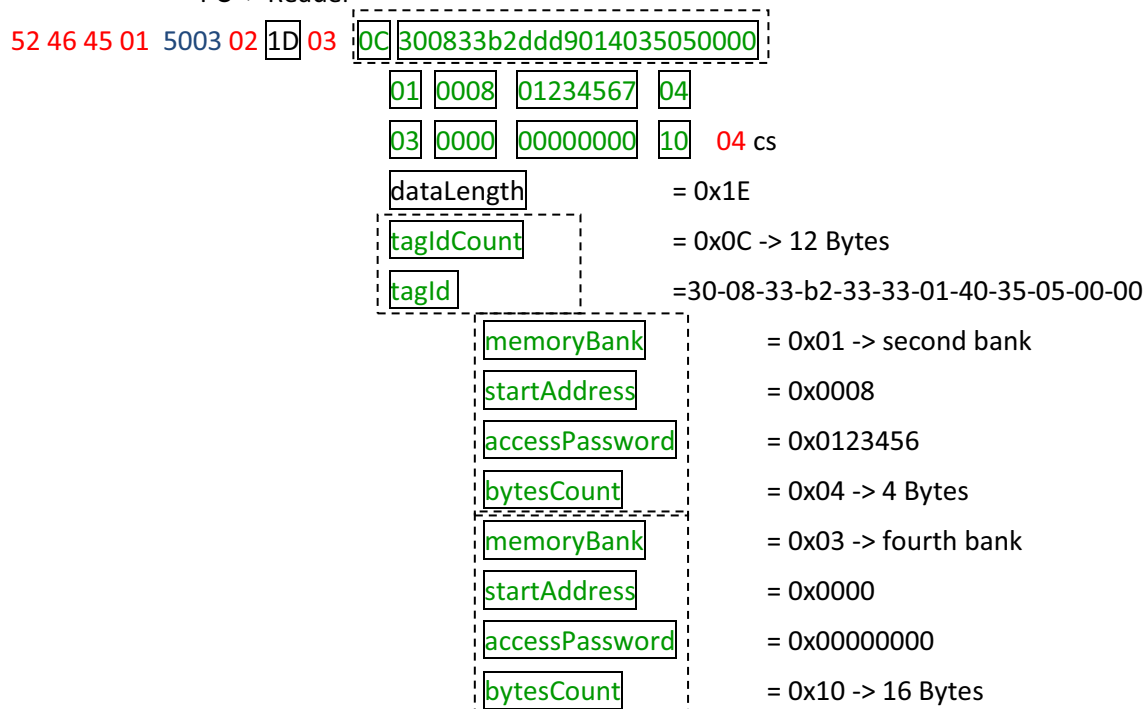 52 46 45 01 5003 02 1D 03 0C 300833b2ddd9014035050000
01 0008 01234567 04
03 0000 00000000 10 04 cs
dataLength = 0x1E
tagIdCount = 0x0C -> 12 Bytes
tagId =30-08-33-b2-33-33-01-40-35-05-00-00
memoryBank = 0x01 -> second bank
startAddress = 0x0008
accessPassword = 0x0123456
bytesCount = 0x04 -> 4 Bytes
memoryBank = 0x03 -> fourth bank
startAddress = 0x0000
accessPassword = 0x00000000
bytesCount = 0x10 -> 16 Bytes